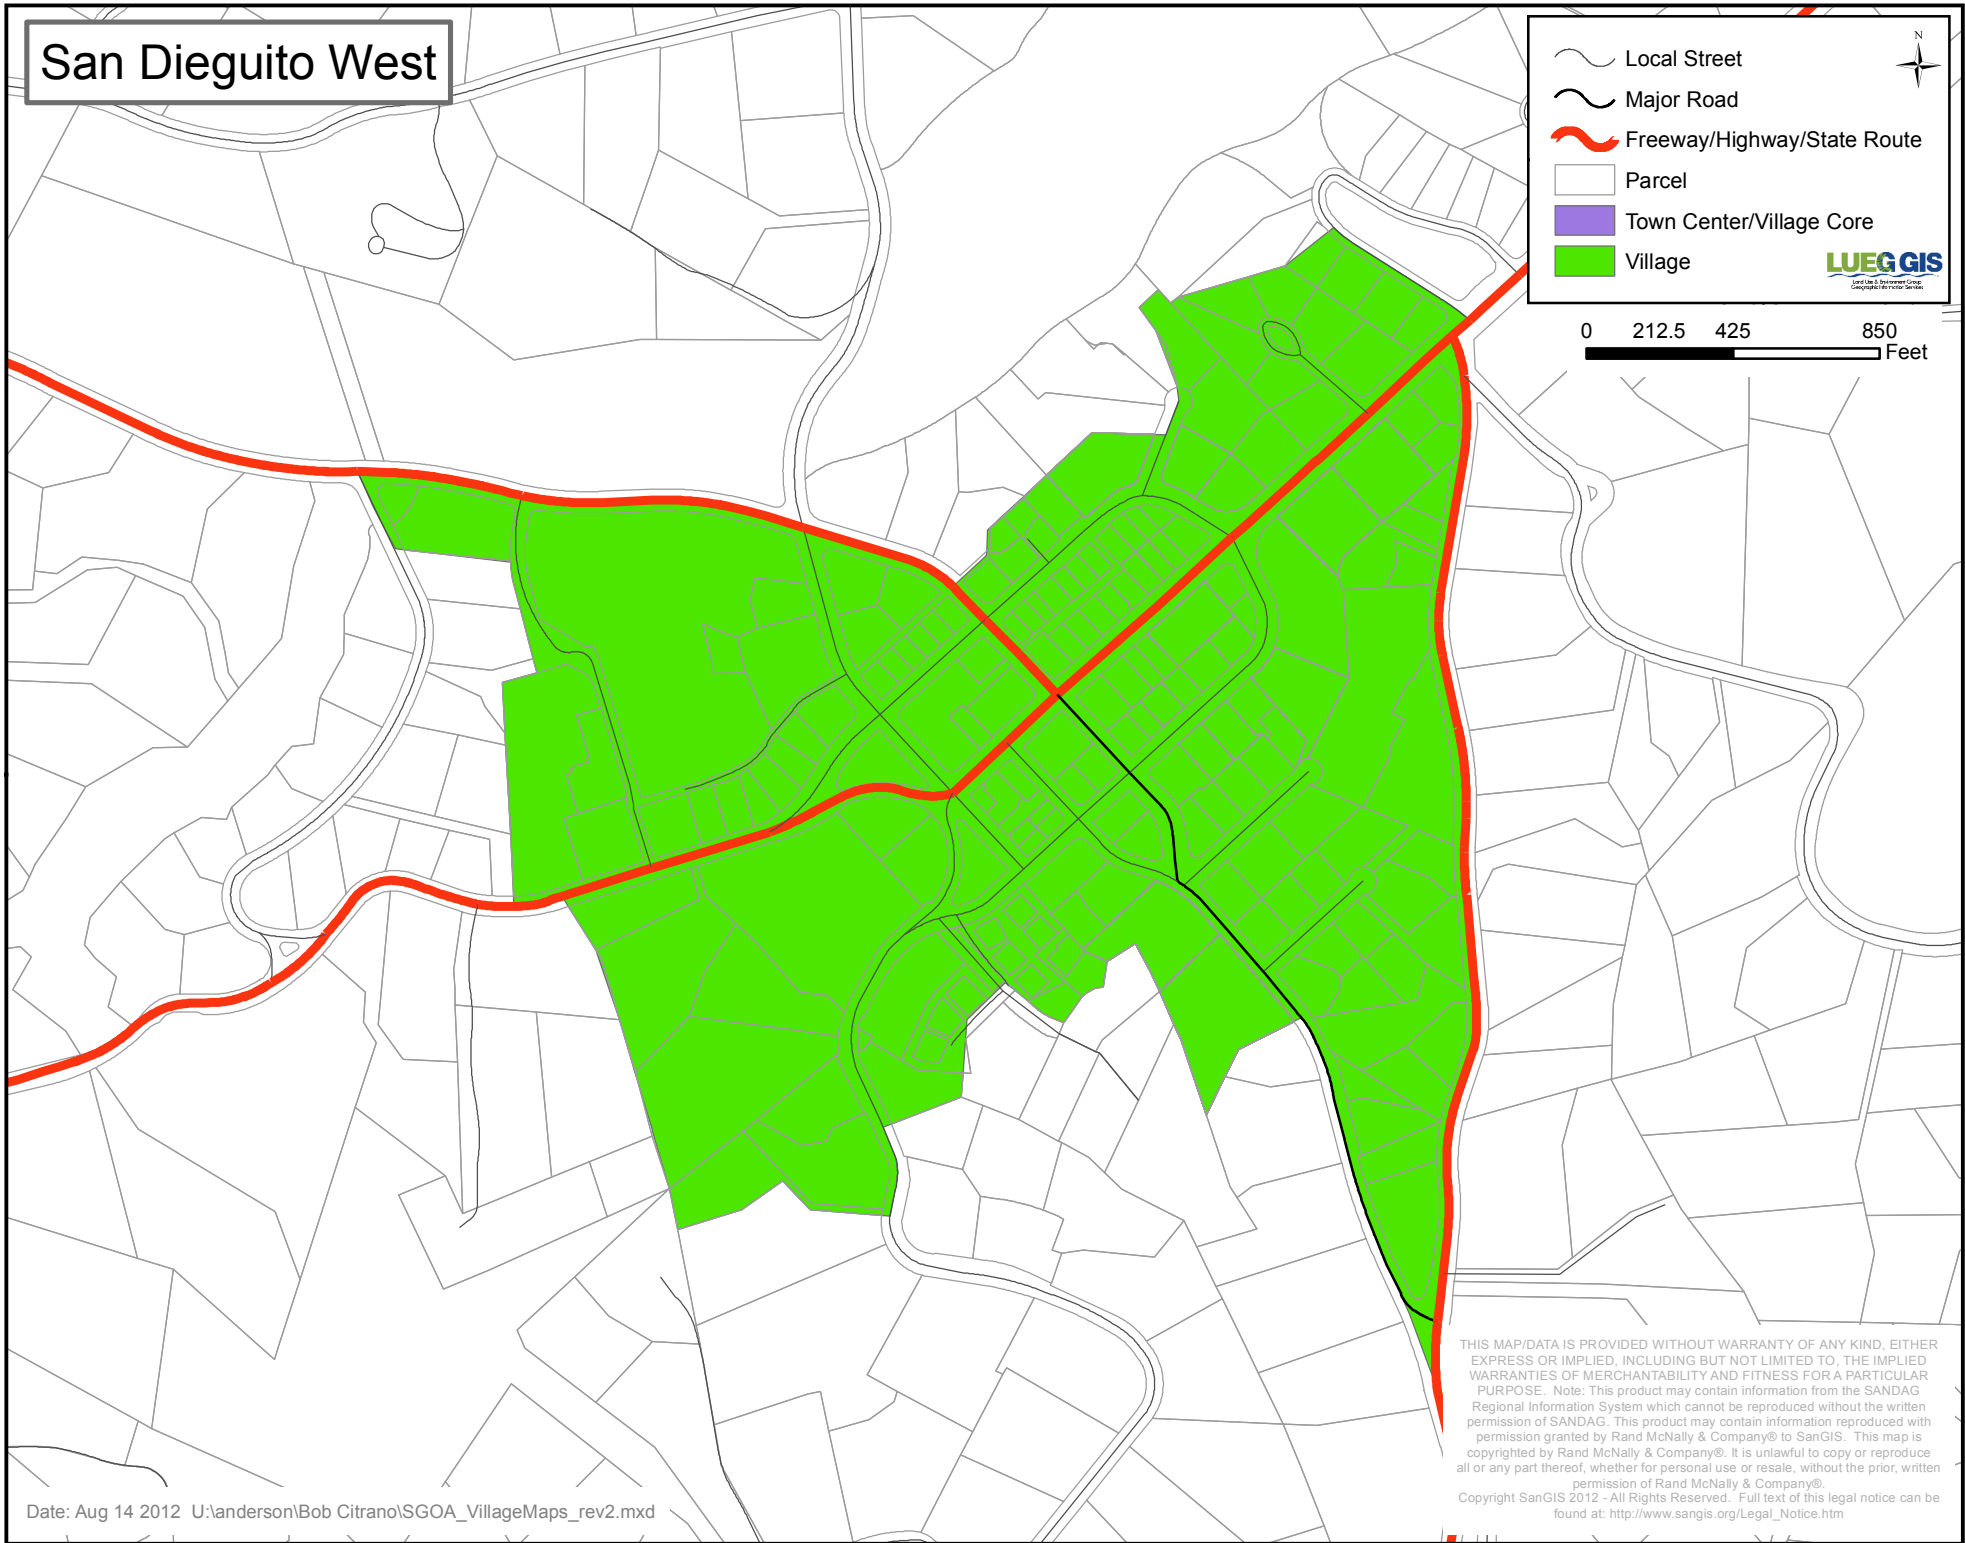 San Dieguito West
N
Local Street
Major Road
Freeway/Highway/State Route
Parcel
Town Center/Village Core
Village
LUEG GIS
Land Use & Environment Group
Geographic Information Services
0 212.5 425 850
Feet
THIS MAP/DATA IS PROVIDED WITHOUT WARRANTY OF ANY KIND, EITHER
EXPRESS OR IMPLIED, INCLUDING BUT NOT LIMITED TO, THE IMPLIED
WARRANTIES OF MERCHANTABILITY AND FITNESS FOR A PARTICULAR
PURPOSE. Note: This product may contain information from the SANDAG
Regional Information System which cannot be reproduced without the written
permission of SANDAG. This product may contain information reproduced with
permission granted by Rand McNally & Company® to SanGIS. This map is
copyrighted by Rand McNally & Company®. It is unlawful to copy or reproduce
all or any part thereof, whether for personal use or resale, without the prior, written
permission of Rand McNally & Company®.
Copyright SanGIS 2012 - All Rights Reserved. Full text of this legal notice can be
found at: http://www.sangis.org/Legal_Notice.htm
Date: Aug 14 2012 U:\anderson\Bob Citrano\SGOA_VillageMaps_rev2.mxd